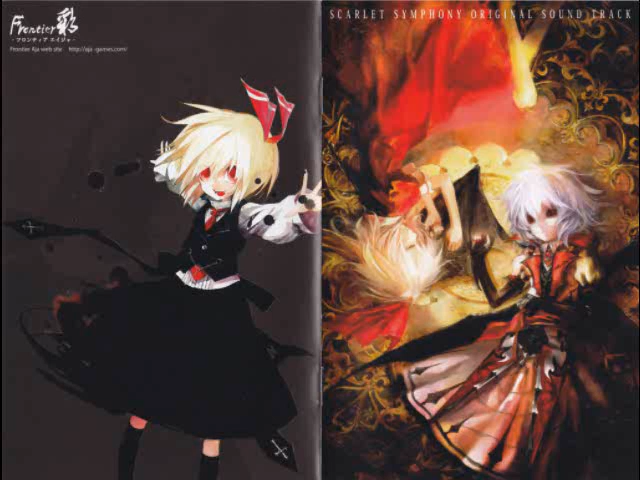 Frontier彩
- フロンティア エイジャ -
Frontier Aja web site http://aja-games.com/
SCARLET SYMPHONY ORIGINAL SOUND TRACK